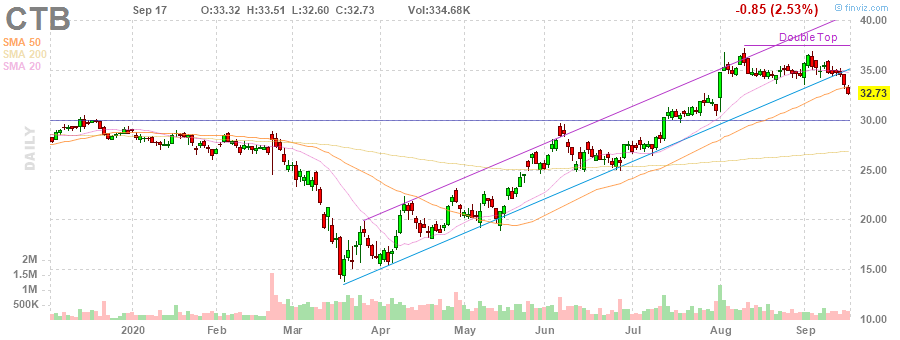 CTB
Sep 17 O:33.32 H:33.51 L:32.60 C:32.73 Vol:334.68K -0.85 (2.53%)
© finviz.com
SMA 50
SMA 200
SMA 20
Double Top
DAILY
40.00
35.00
32.73
30.00
25.00
20.00
15.00
10.00
2M
1.5M
1M
500K
2020 Feb Mar Apr May Jun Jul Aug Sep